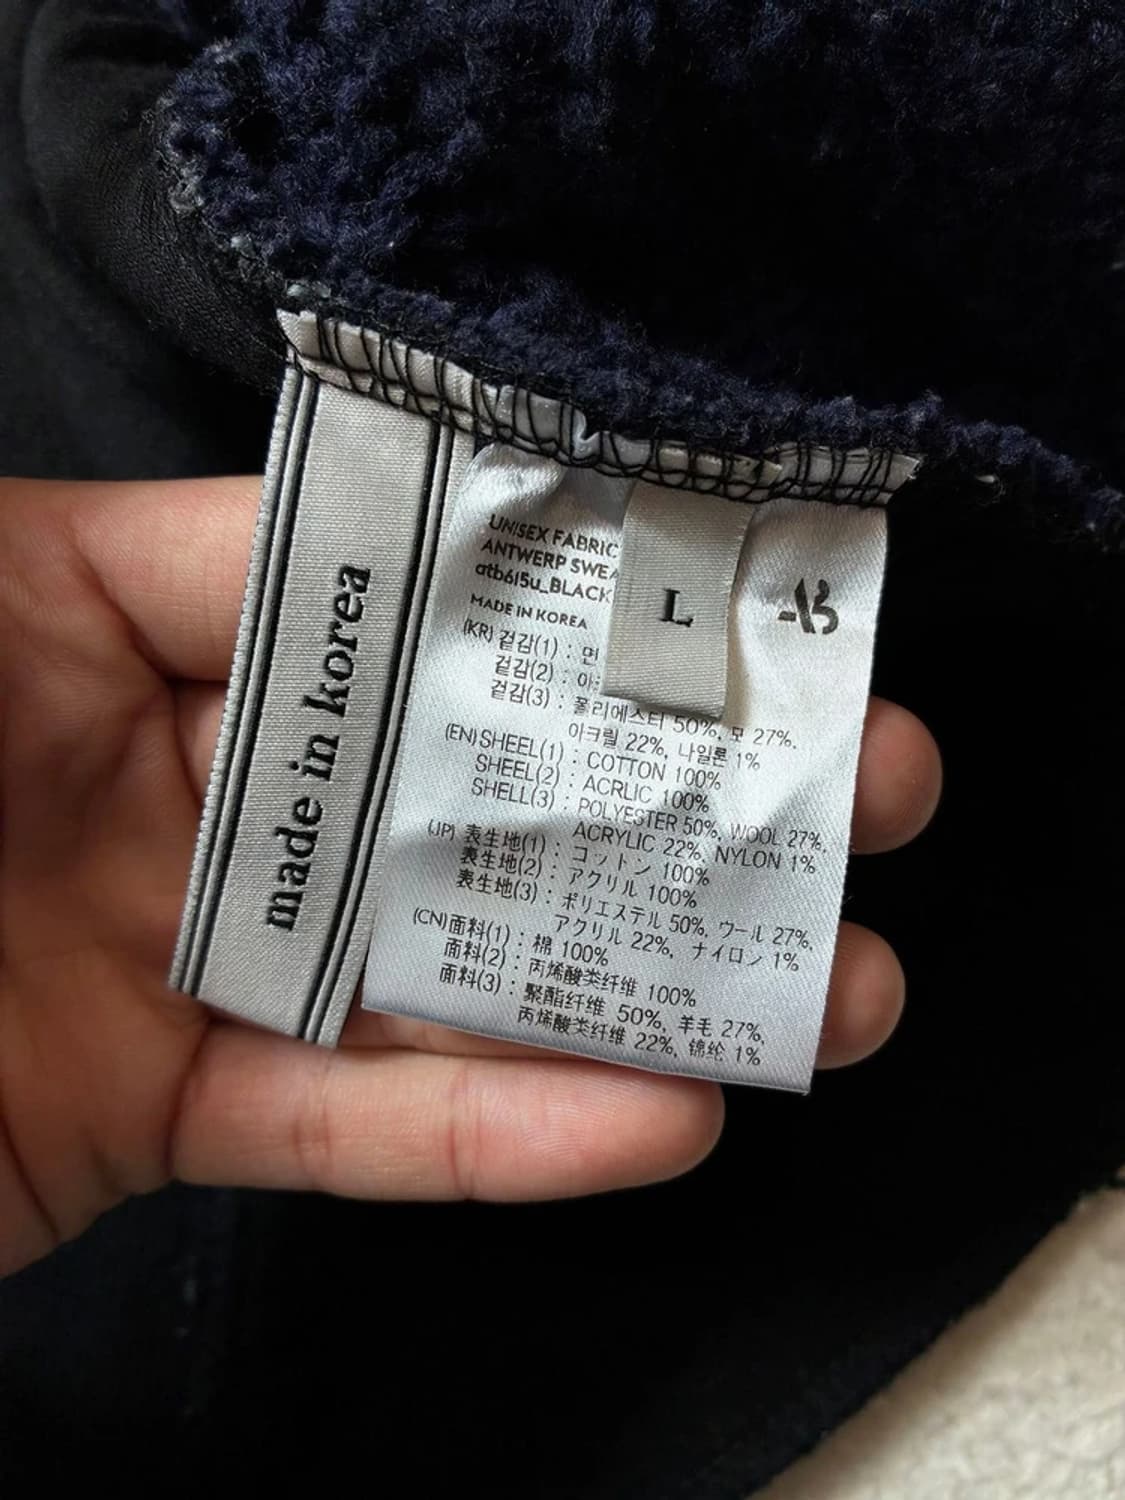 made in korea
UNISEX FABRIC
ANTWERP
atb615u_BLACK
MADE IN KOREA
L
(KR) 겉감(1) : 면
겉감(2) :
겉감(3) : 폴리에스터 50%, 모 27%,
아크릴 22%, 나일론 1%
(EN) SHEEL(1) : COTTON 100%
SHEEL(2) : ACRLIC 100%
SHELL(3) : POLYESTER 50%, WOOL 27%,
ACRYLIC 22%, NYLON 1%
(JP) 表生地(1) : コットン 100%
表生地(2) : アクリル 100%
表生地(3) : ポリエステル 50%, ウール 27%,
アクリル 22%, ナイロン 1%
(CN)面料(1) : 棉 100%
面料(2) : 丙烯酸类纤维 100%
面料(3) : 聚酯纤维 50%, 羊毛 27%,
丙烯酸类纤维 22%, 锦纶 1%